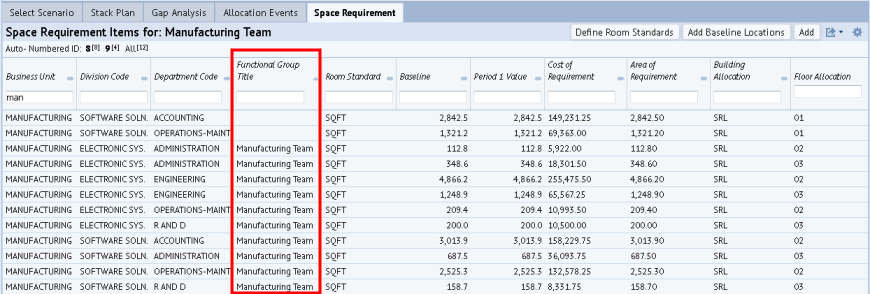 Select Scenario Stack Plan Gap Analysis Allocation Events Space Requirement
Space Requirement Items for: Manufacturing Team Define Room Standards Add Baseline Locations Add
Auto- Numbered ID: 8[8] 9[4] All[12]
Business Unit Division Code Department Code Functional Group Title Room Standard Baseline Period 1 Value Cost of Requirement Area of Requirement Building Allocation Floor Allocation
man
MANUFACTURING SOFTWARE SOLN. ACCOUNTING SQFT 2,842.5 2,842.5 149,231.25 2,842.50 SRL 01
MANUFACTURING SOFTWARE SOLN. OPERATIONS-MAINT SQFT 1,321.2 1,321.2 69,363.00 1,321.20 SRL 01
MANUFACTURING ELECTRONIC SYS. ADMINISTRATION Manufacturing Team SQFT 112.8 112.8 5,922.00 112.80 SRL 02
MANUFACTURING ELECTRONIC SYS. ADMINISTRATION Manufacturing Team SQFT 348.6 348.6 18,301.50 348.60 SRL 03
MANUFACTURING ELECTRONIC SYS. ENGINEERING Manufacturing Team SQFT 4,866.2 4,866.2 255,475.50 4,866.20 SRL 02
MANUFACTURING ELECTRONIC SYS. ENGINEERING Manufacturing Team SQFT 1,248.9 1,248.9 65,567.25 1,248.90 SRL 03
MANUFACTURING ELECTRONIC SYS. OPERATIONS-MAINT Manufacturing Team SQFT 209.4 209.4 10,993.50 209.40 SRL 02
MANUFACTURING ELECTRONIC SYS. R AND D Manufacturing Team SQFT 200.0 200.0 10,500.00 200.00 SRL 03
MANUFACTURING SOFTWARE SOLN. ACCOUNTING Manufacturing Team SQFT 3,013.9 3,013.9 158,229.75 3,013.90 SRL 02
MANUFACTURING SOFTWARE SOLN. ADMINISTRATION Manufacturing Team SQFT 687.5 687.5 36,093.75 687.50 SRL 03
MANUFACTURING SOFTWARE SOLN. OPERATIONS-MAINT Manufacturing Team SQFT 2,525.3 2,525.3 132,578.25 2,525.30 SRL 02
MANUFACTURING SOFTWARE SOLN. R AND D Manufacturing Team SQFT 158.7 158.7 8,331.75 158.70 SRL 03